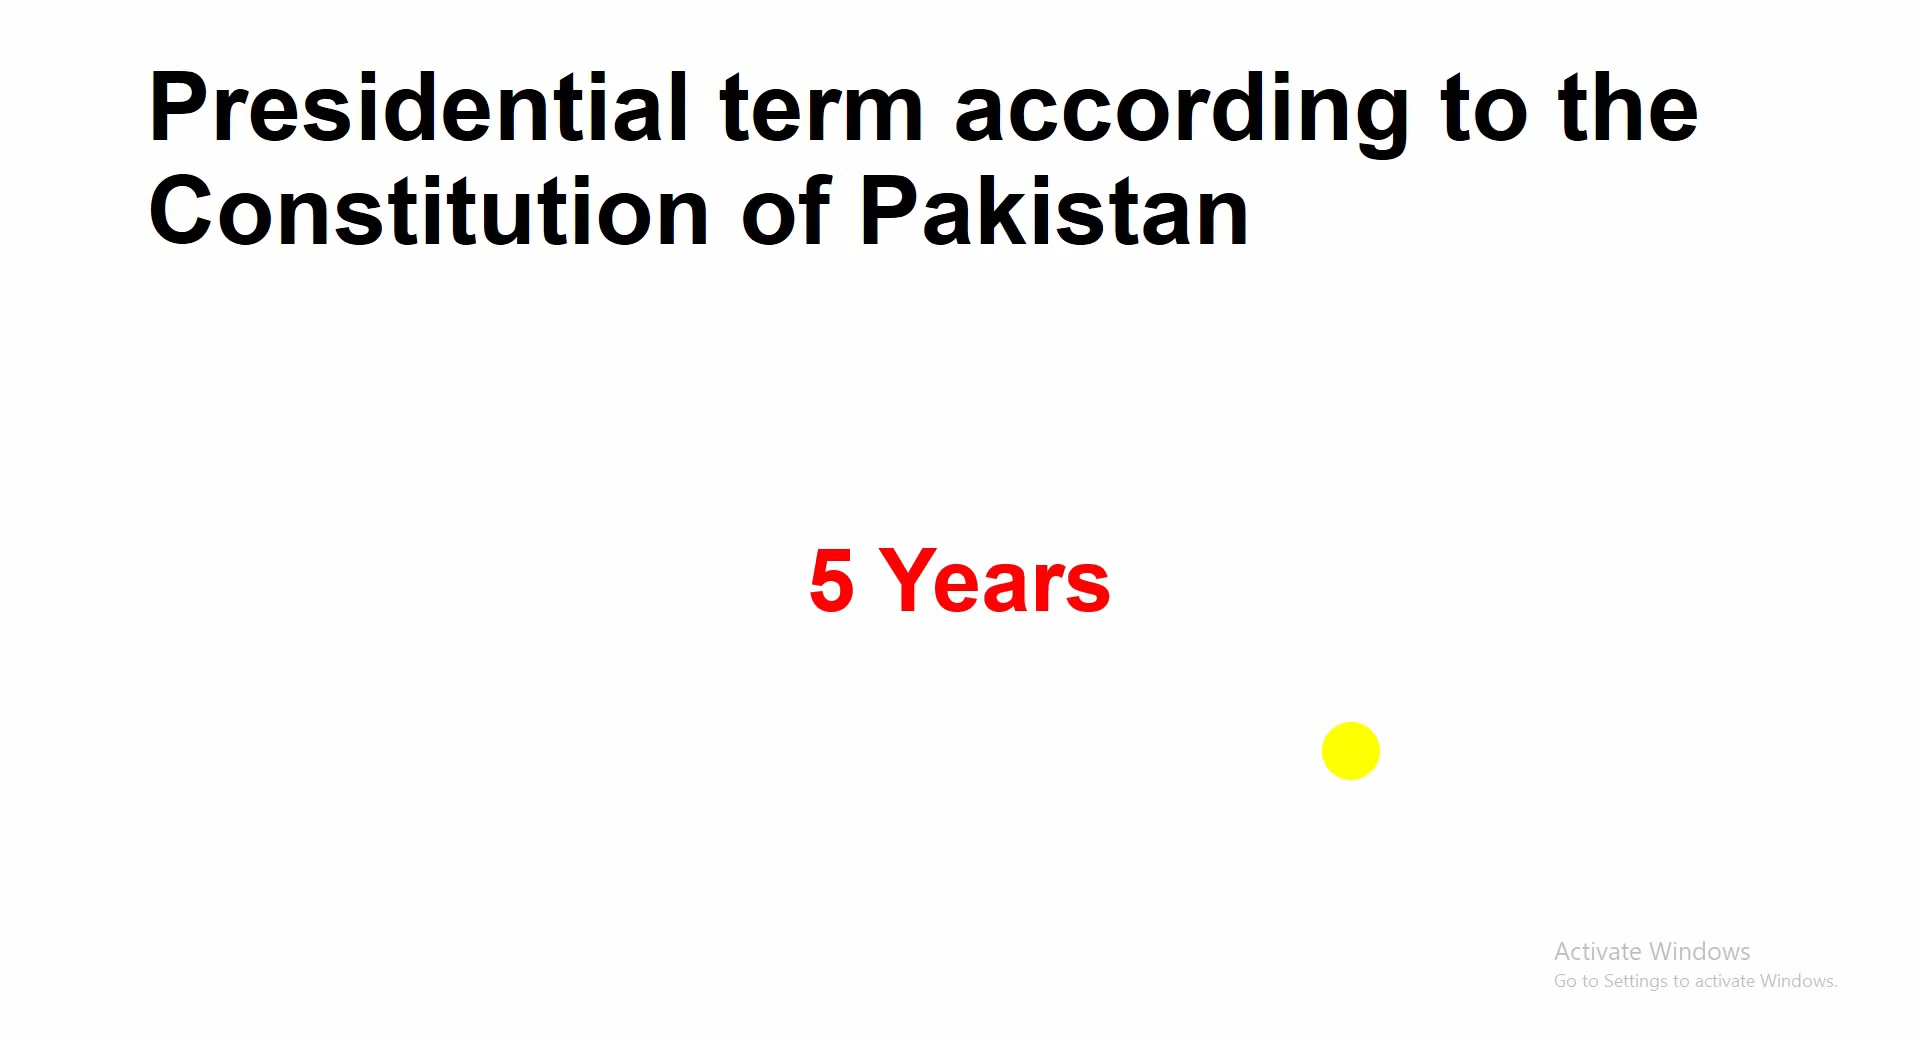 Presidential term according to the
Constitution of Pakistan
5 Years
Activate Windows
Go to Settings to activate Windows.